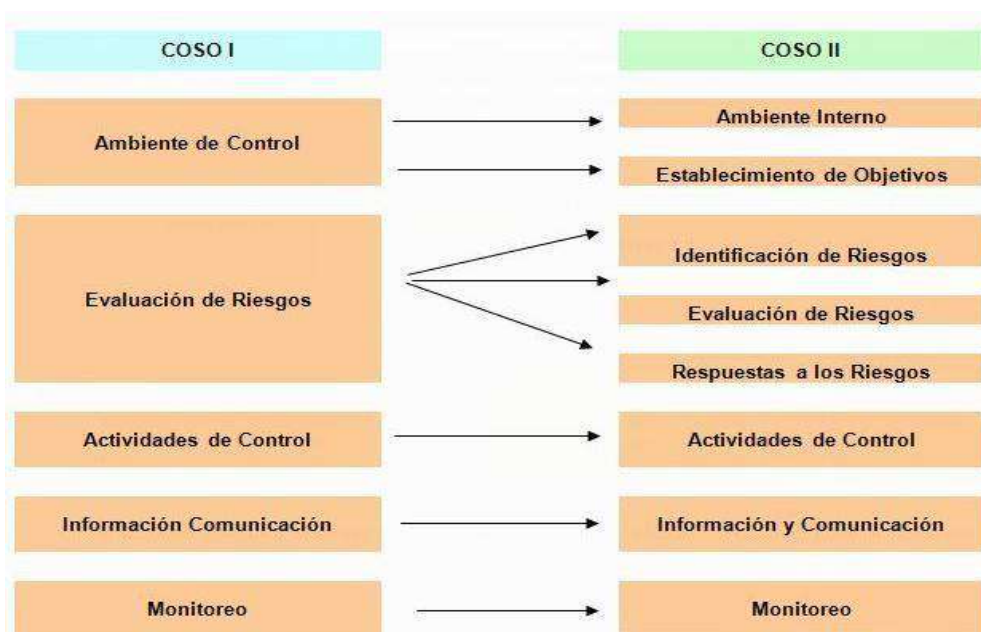 COSO I
COSO II
Ambiente de Control
Ambiente Interno
Establecimiento de Objetivos
Evaluación de Riesgos
Identificación de Riesgos
Evaluación de Riesgos
Respuestas a los Riesgos
Actividades de Control
Actividades de Control
Información Comunicación
Información y Comunicación
Monitoreo
Monitoreo